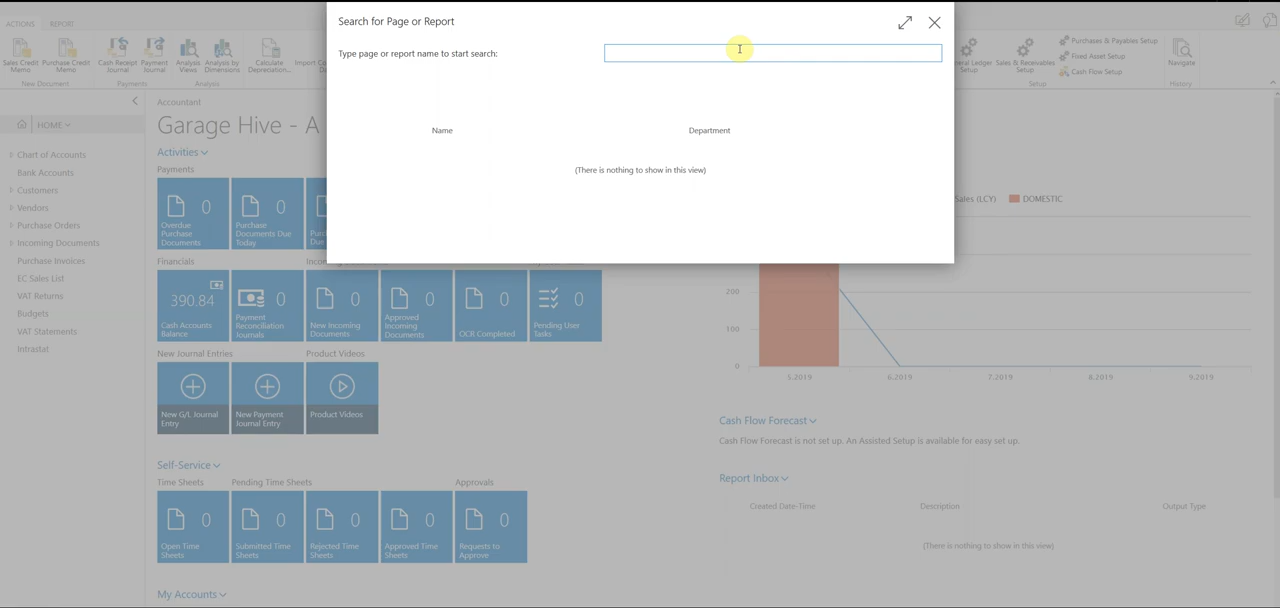 ACTIONS REPORT
Search for Page or Report
Type page or report name to start search:
Name Department
(There is nothing to show in this view)
Sales Credit
Memo
Purchase Credit
Memo
Cash Receipt
Journal
Payment
Journal
Analysis
Views
Analysis by
Dimensions
Calculate
Depreciation...
New Document
Payments
Analysis
Setup
Sales & Receivables
Setup
Purchases & Payables Setup
Fixed Asset Setup
Cash Flow Setup
Navigate
Setup
History
HOME
Chart of Accounts
Bank Accounts
Customers
Vendors
Purchase Orders
Incoming Documents
Purchase Invoices
EC Sales List
VAT Returns
Budgets
VAT Statements
Intrastat
Accountant
Garage Hive - A
Activities
Payments
0
Overdue
Purchase
Documents
0
Purchase
Documents Due
Today
Financials
390.84
Cash Accounts
Balance
0
Payment
Reconciliation
Journals
0
New Incoming
Documents
0
Approved
Incoming
Documents
0
OCR Completed
0
Pending User
Tasks
New Journal Entries
Product Videos
New G/L Journal
Entry
New Payment
Journal Entry
Product Videos
Self-Service
Time Sheets
Pending Time Sheets
Approvals
0
Open Time
Sheets
0
Submitted Time
Sheets
0
Rejected Time
Sheets
0
Approved Time
Sheets
0
Requests to
Approve
My Accounts
Sales (LCY) DOMESTIC
200
100
0
5.2019 6.2019 7.2019 8.2019 9.2019
Cash Flow Forecast
Cash Flow Forecast is not set up. An Assisted Setup is available for easy set up.
Report Inbox
Created Date-Time Description Output Type
(There is nothing to show in this view)